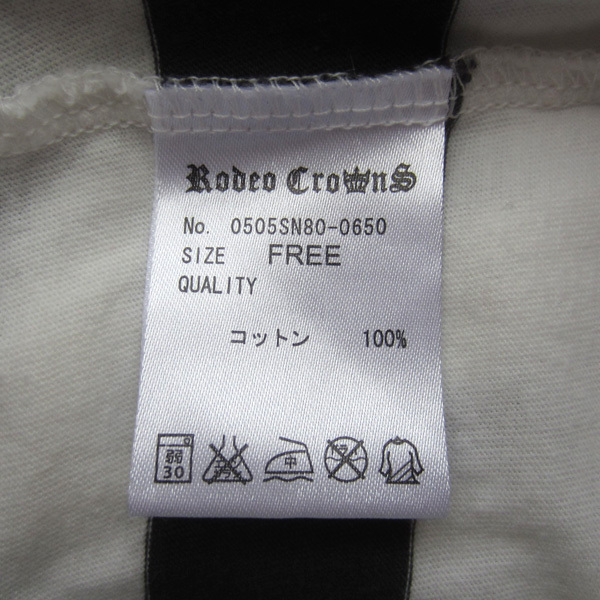 Rodeo Crowns
No. 0505SN80-0650
SIZE FREE
QUALITY
コットン 100%
弱 30 中